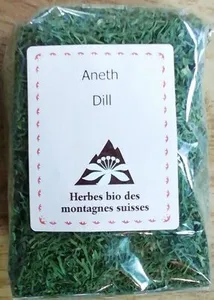 Aneth
Dill
Herbes bio des
montagnes suisses